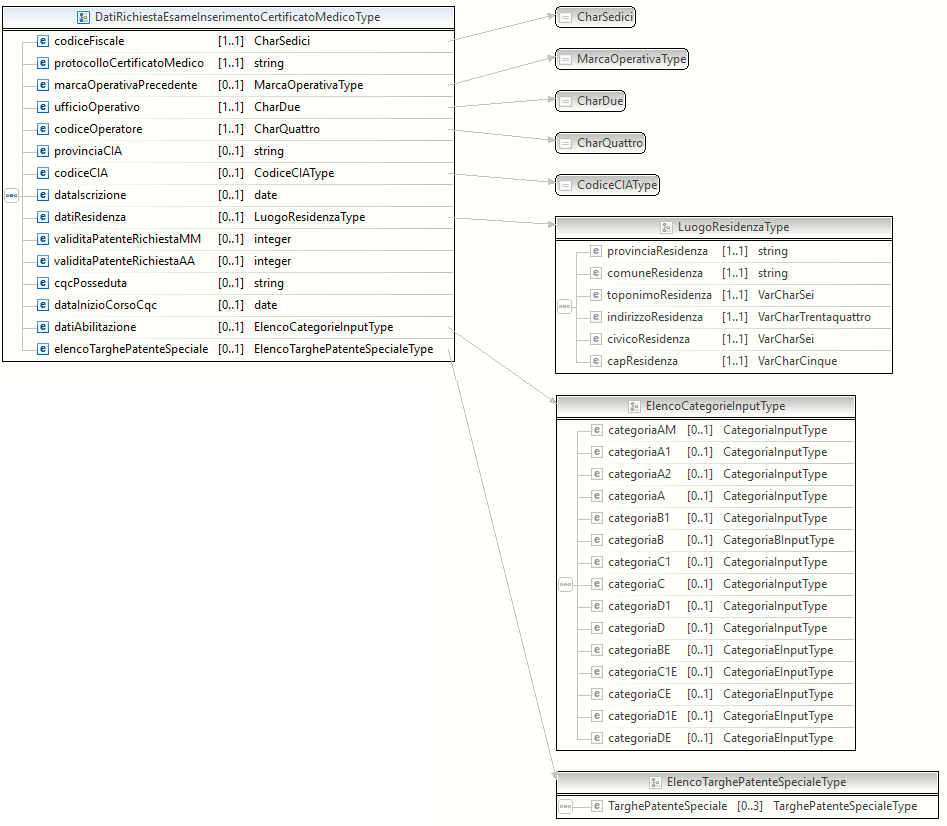 DatiRichiestaEsameInserimentoCertificatoMedicoType
e codiceFiscale [1..1] CharSedici
e protocolloCertificatoMedico [1..1] string
e marcaOperativaPrecedente [0..1] MarcaOperativaType
e ufficioOperativo [1..1] CharDue
e codiceOperatore [1..1] CharQuattro
e provinciaCIA [0..1] string
e codiceCIA [0..1] CodiceCIAType
e dataIscrizione [0..1] date
e datiResidenza [0..1] LuogoResidenzaType
e validitaPatenteRichiestaMM [0..1] integer
e validitaPatenteRichiestaAA [0..1] integer
e cqcPosseduta [0..1] string
e dataInizioCorsoCqc [0..1] date
e datiAbilitazione [0..1] ElencoCategorieInputType
e elencoTarghePatenteSpeciale [0..1] ElencoTarghePatenteSpecialeType
CharSedici
MarcaOperativaType
CharDue
CharQuattro
CodiceCIAType
LuogoResidenzaType
e provinciaResidenza [1..1] string
e comuneResidenza [1..1] string
e toponimoResidenza [1..1] VarCharSei
e indirizzoResidenza [1..1] VarCharTrentaquattro
e civicoResidenza [1..1] VarCharSei
e capResidenza [1..1] VarCharCinque
ElencoCategorieInputType
e categoriaAM [0..1] CategoriaInputType
e categoriaA1 [0..1] CategoriaInputType
e categoriaA2 [0..1] CategoriaInputType
e categoriaA [0..1] CategoriaInputType
e categoriaB1 [0..1] CategoriaInputType
e categoriaB [0..1] CategoriaBInputType
e categoriaC1 [0..1] CategoriaInputType
e categoriaC [0..1] CategoriaInputType
e categoriaD1 [0..1] CategoriaInputType
e categoriaD [0..1] CategoriaInputType
e categoriaBE [0..1] CategoriaEInputType
e categoriaC1E [0..1] CategoriaEInputType
e categoriaCE [0..1] CategoriaEInputType
e categoriaD1E [0..1] CategoriaEInputType
e categoriaDE [0..1] CategoriaEInputType
ElencoTarghePatenteSpecialeType
e TarghePatenteSpeciale [0..3] TarghePatenteSpecialeType